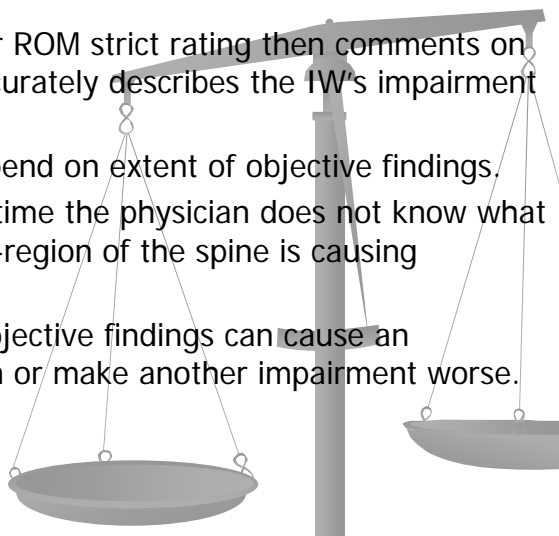 r ROM strict rating then comments on
curately describes the IW's impairment
pend on extent of objective findings.
time the physician does not know what
-region of the spine is causing
bjective findings can cause an
n or make another impairment worse.